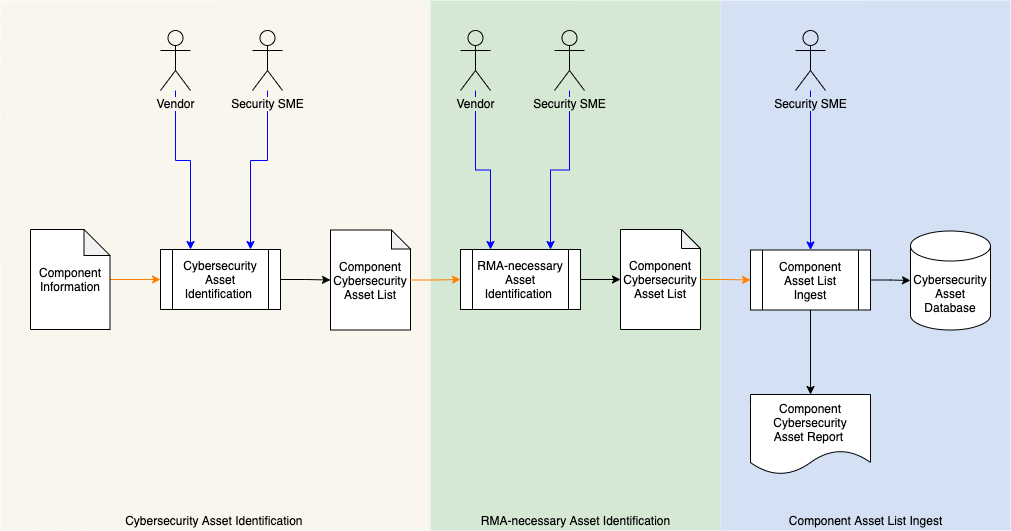 Vendor
Security SME
Vendor
Security SME
Security SME
Component
Information
Cybersecurity
Asset
Identification
Component
Cybersecurity
Asset List
RMA-necessary
Asset
Identification
Component
Cybersecurity
Asset List
Component
Asset List
Ingest
Cybersecurity
Asset
Database
Component
Cybersecurity
Asset Report
Cybersecurity Asset Identification
RMA-necessary Asset Identification
Component Asset List Ingest